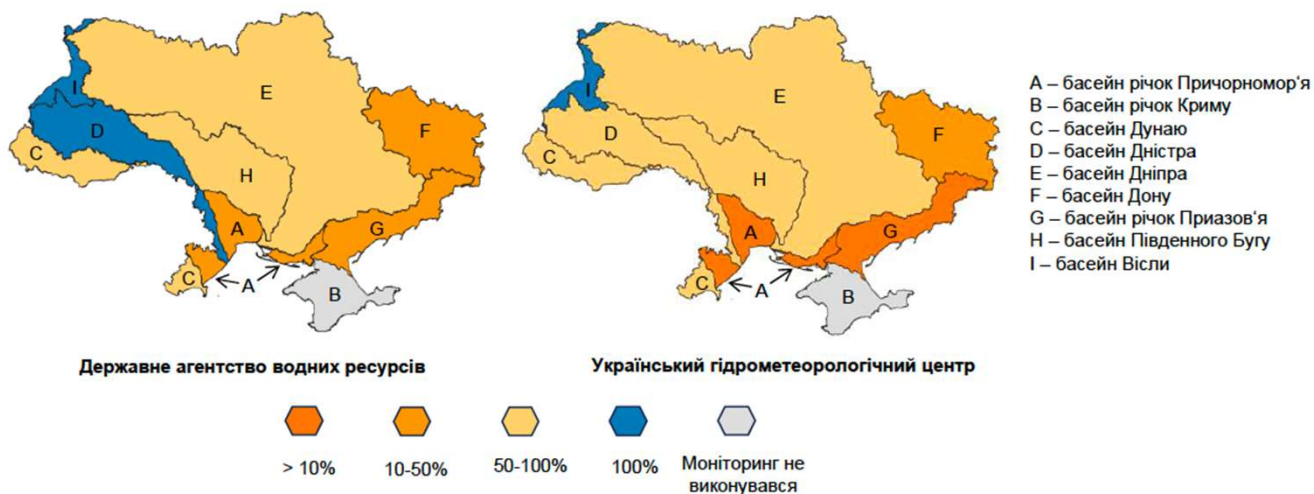 I
E
D
F
C
H
A
G
C
A
B
I
E
D
F
C
H
A
G
C
A
B
А – басейн річок Причорномор'я
В – басейн річок Криму
С – басейн Дунаю
D – басейн Дністра
Е – басейн Дніпра
F – басейн Дону
G – басейн річок Приазов'я
Н – басейн Південного Бугу
І – басейн Вісли
Державне агентство водних ресурсів
Український гідрометеорологічний центр
> 10%
10-50%
50-100%
100%
Моніторинг не
виконувався